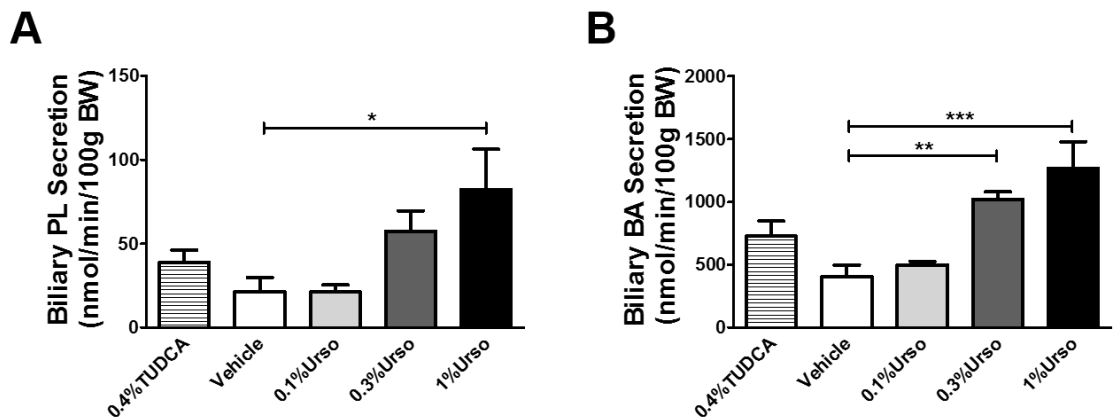 A
Biliary PL Secretion
(nmol/min/100g BW)
150
100
50
0
*
0.4%TUDCA
Vehicle
0.1%Urso
0.3%Urso
1%Urso
B
Biliary BA Secretion
(nmol/min/100g BW)
2000
1500
1000
500
0
***
**
0.4%TUDCA
Vehicle
0.1%Urso
0.3%Urso
1%Urso